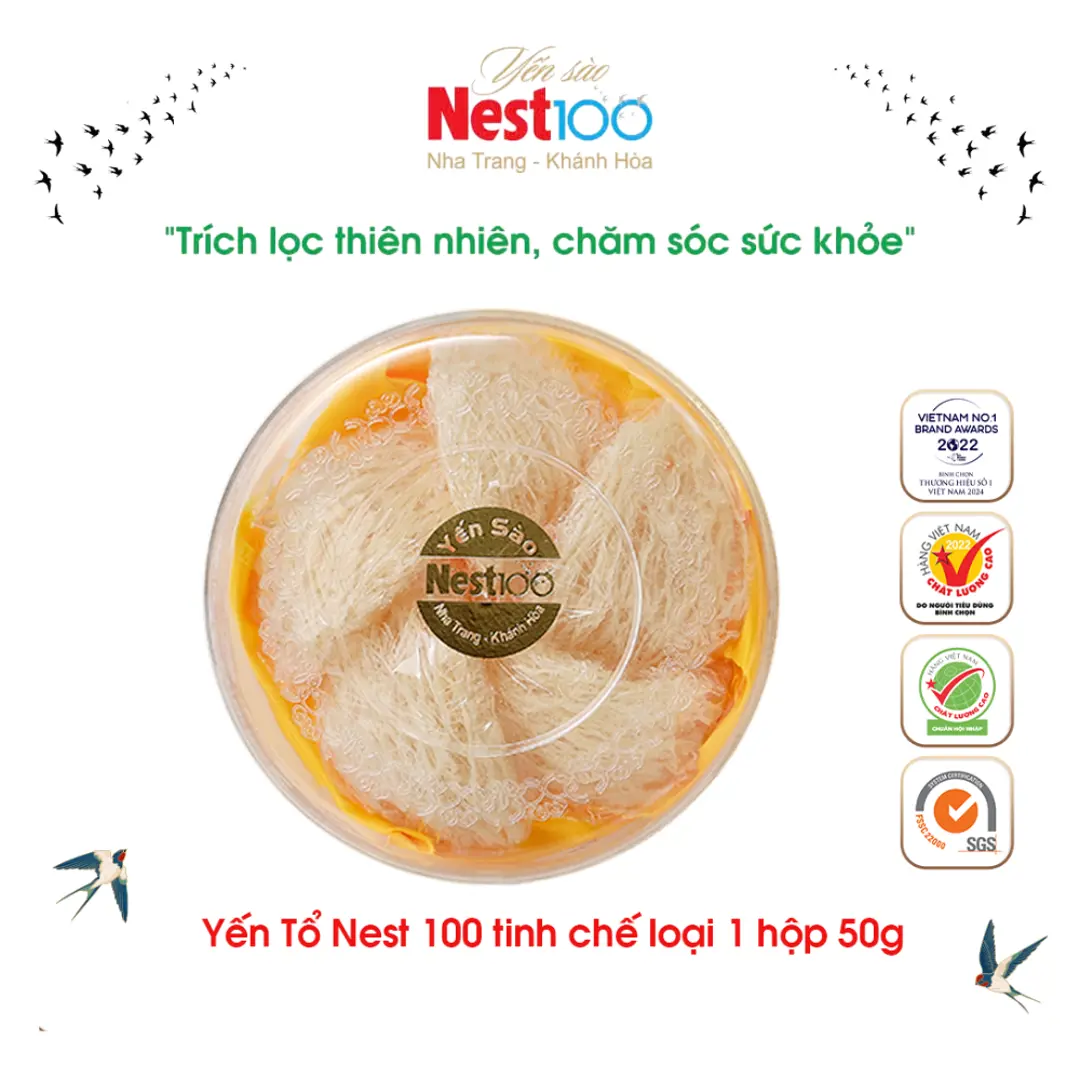 Yến sào
Nest100
Nha Trang - Khánh Hòa
"Trích lọc thiên nhiên, chăm sóc sức khỏe"
Yến Sào
Nest100
Nha Trang - Khánh Hòa
VIETNAM NO.1
BRAND AWARDS
2022
BÌNH CHỌN
THƯƠNG HIỆU SỐ 1
VIỆT NAM 2024
HÀNG VIỆT NAM
2022
CHẤT LƯỢNG CAO
DO NGƯỜI TIÊU DÙNG
BÌNH CHỌN
HÀNG VIỆT NAM
CHẤT LƯỢNG CAO
CHUẨN HỘI NHẬP
SYSTEM CERTIFICATION
FSSC 22000
SGS
Yến Tổ Nest 100 tinh chế loại 1 hộp 50g